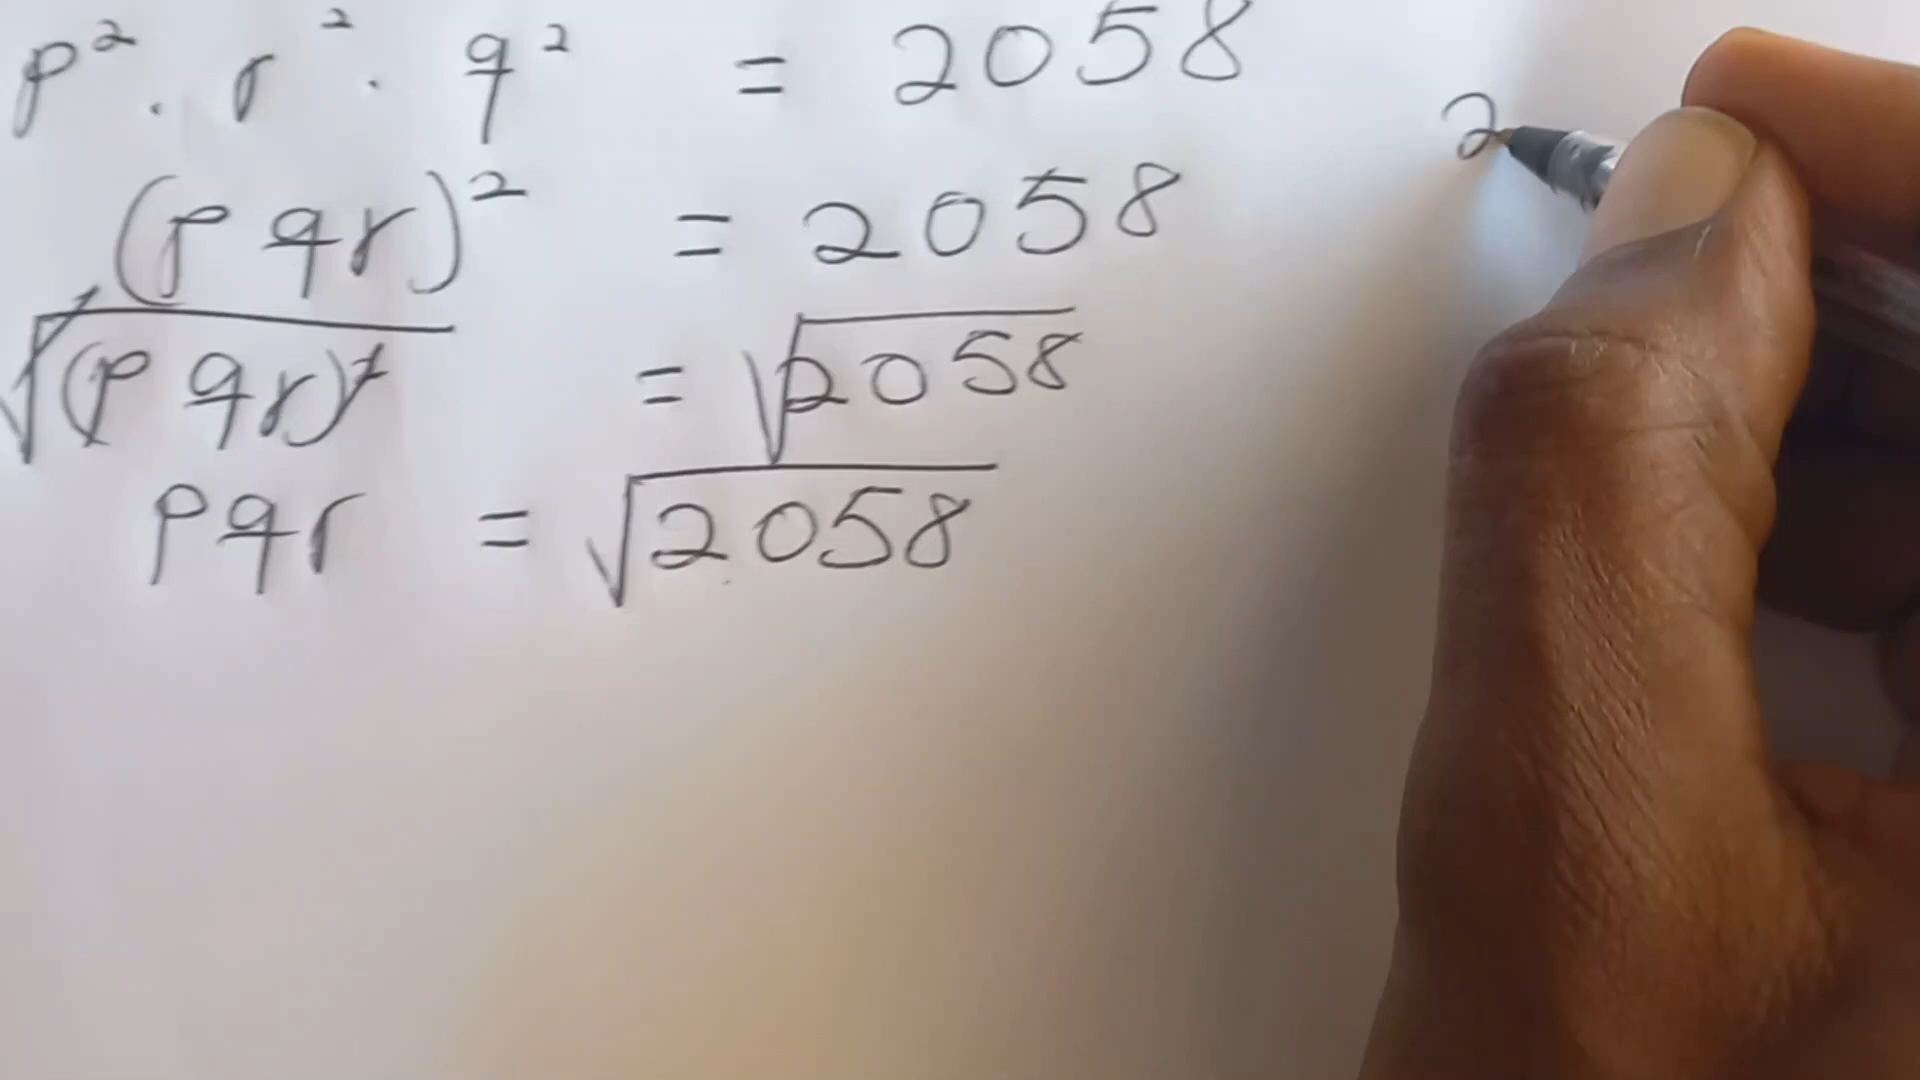 p² . r² . q² = 2058
2
(pqr)² = 2058
√(pqr)² = √2058
pqr = √2058